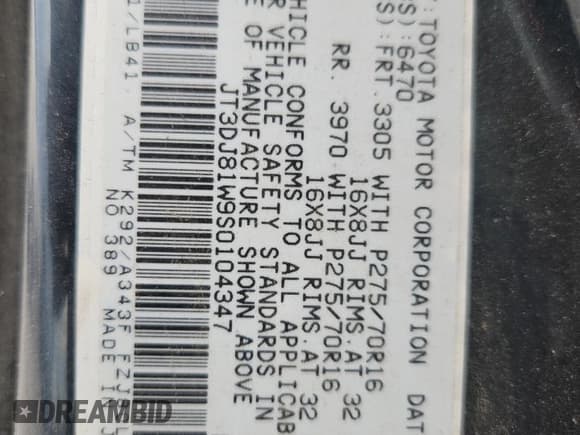 :TOYOTA MOTOR CORPORATION DAT
S):6470
S):FRT.3305 WITH P275/70R16
16X8JJ RIMS.AT 32
RR. 3970 WITH P275/70R16
16X8JJ RIMS.AT 32
HICLE CONFORMS TO ALL APPLICAB
R VEHICLE SAFETY STANDARDS IN
E OF MANUFACTURE SHOWN ABOVE
JT3DJ81W9S0104347
1/LB41, A/TM K292/A343F
NO 389 MADE IN J
DREAMBID